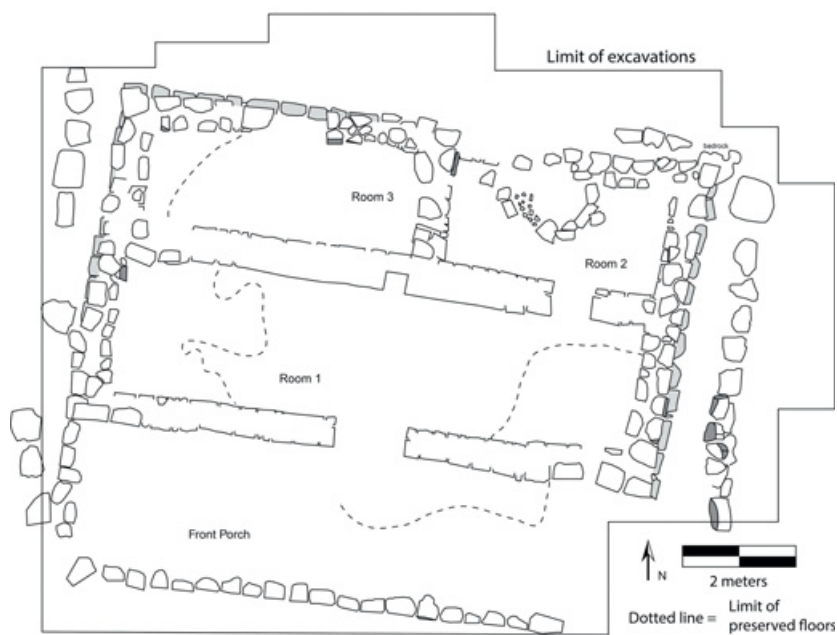 Limit of excavations
bedrock
Room 3
Room 2
Room 1
Front Porch
N
2 meters
Dotted line = Limit of
preserved floors